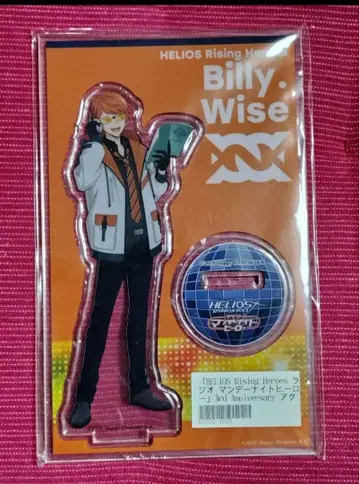 HELIOS Rising Her
Billy.
Wise
HELIOS
「HELIOS Rising Heroes ラ
ジオ マンデーナイトヒーロ
ー」3rd Anniversary アク